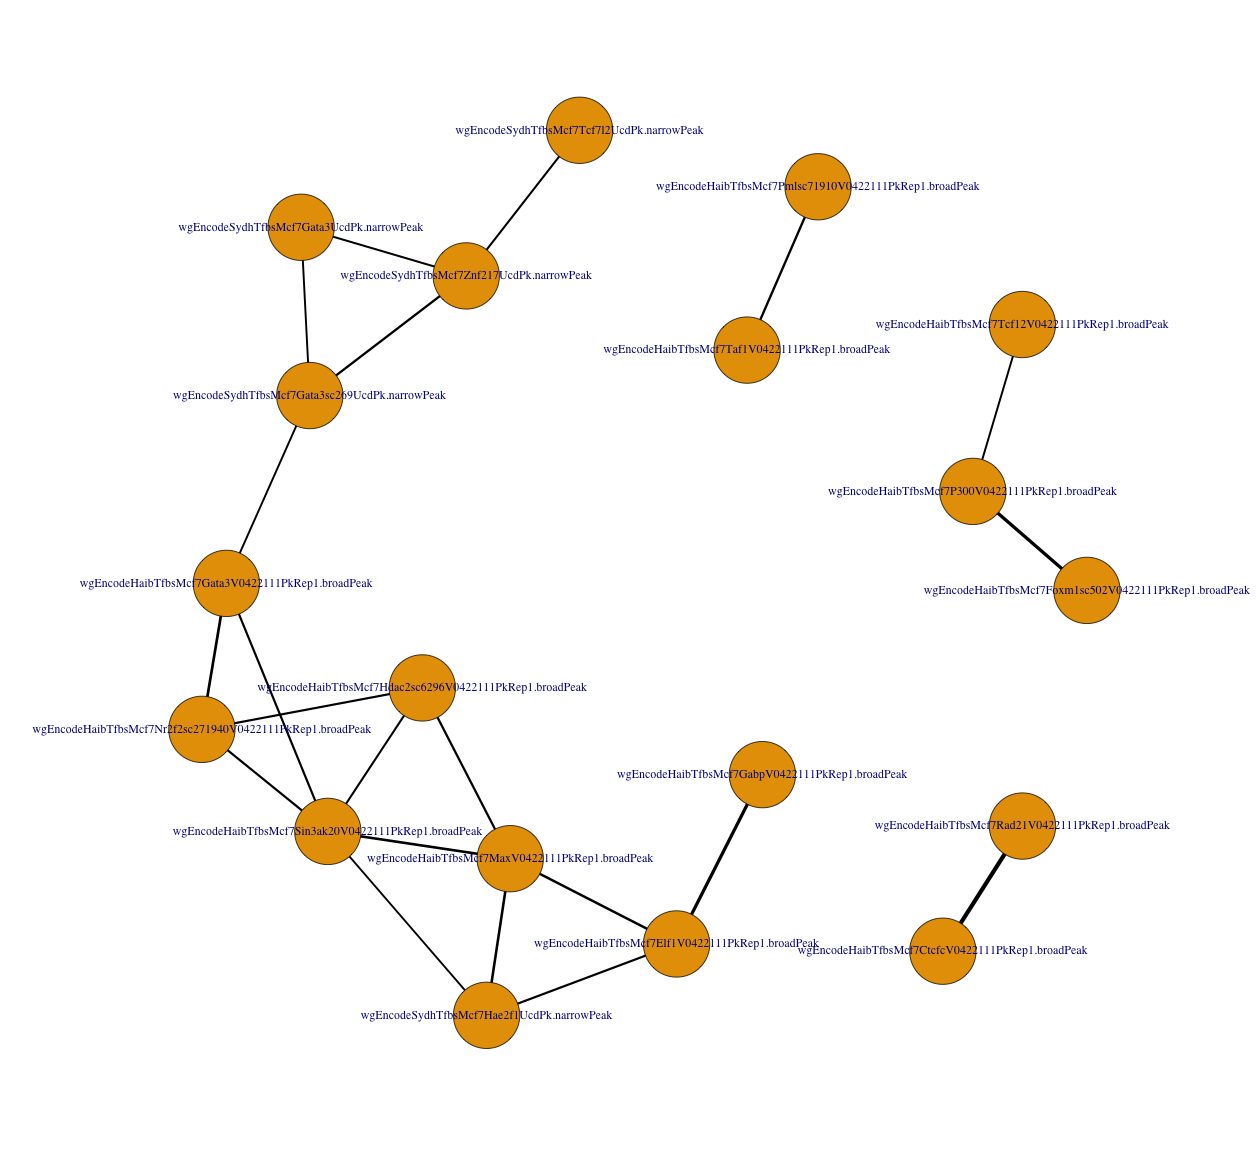 wgEncodeSydhTfbsMcf7Tcf7l2UcdPk.narrowPeak
wgEncodeHaibTfbsMcf7Pmlsc71910V0422111PkRep1.broadPeak
wgEncodeSydhTfbsMcf7Gata3UcdPk.narrowPeak
wgEncodeSydhTfbsMcf7Znf217UcdPk.narrowPeak
wgEncodeHaibTfbsMcf7Tcf12V0422111PkRep1.broadPeak
wgEncodeHaibTfbsMcf7Taf1V0422111PkRep1.broadPeak
wgEncodeSydhTfbsMcf7Gata3sc269UcdPk.narrowPeak
wgEncodeHaibTfbsMcf7P300V0422111PkRep1.broadPeak
wgEncodeHaibTfbsMcf7Gata3V0422111PkRep1.broadPeak
wgEncodeHaibTfbsMcf7Foxm1sc502V0422111PkRep1.broadPeak
wgEncodeHaibTfbsMcf7Hdac2sc6296V0422111PkRep1.broadPeak
wgEncodeHaibTfbsMcf7Nr2f2sc271940V0422111PkRep1.broadPeak
wgEncodeHaibTfbsMcf7GabpV0422111PkRep1.broadPeak
wgEncodeHaibTfbsMcf7Rad21V0422111PkRep1.broadPeak
wgEncodeHaibTfbsMcf7Sin3ak20V0422111PkRep1.broadPeak
wgEncodeHaibTfbsMcf7MaxV0422111PkRep1.broadPeak
wgEncodeHaibTfbsMcf7Elf1V0422111PkRep1.broadPeak
wgEncodeHaibTfbsMcf7CtcfcV0422111PkRep1.broadPeak
wgEncodeSydhTfbsMcf7Hae2f1UcdPk.narrowPeak